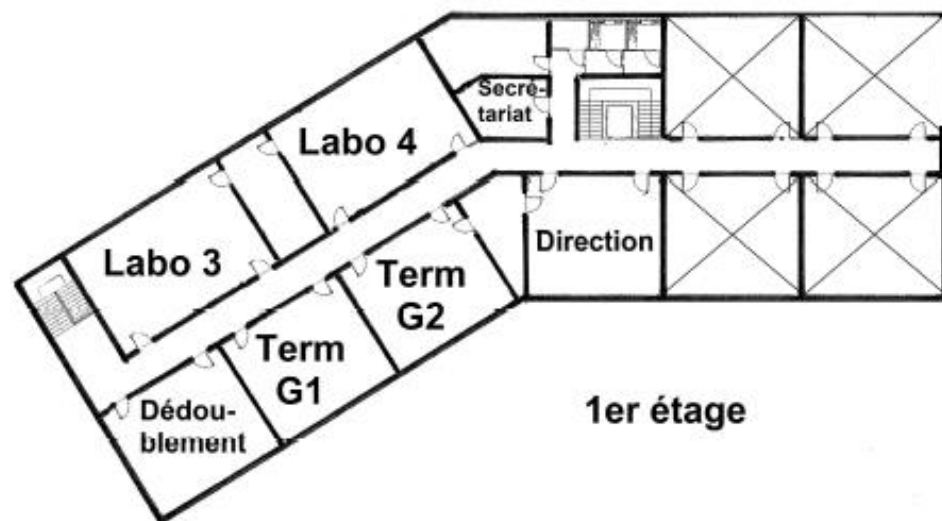 Secré-
tariat
Labo 4
Direction
Labo 3
Term
G2
Term
G1
Dédou-
blement
1er étage